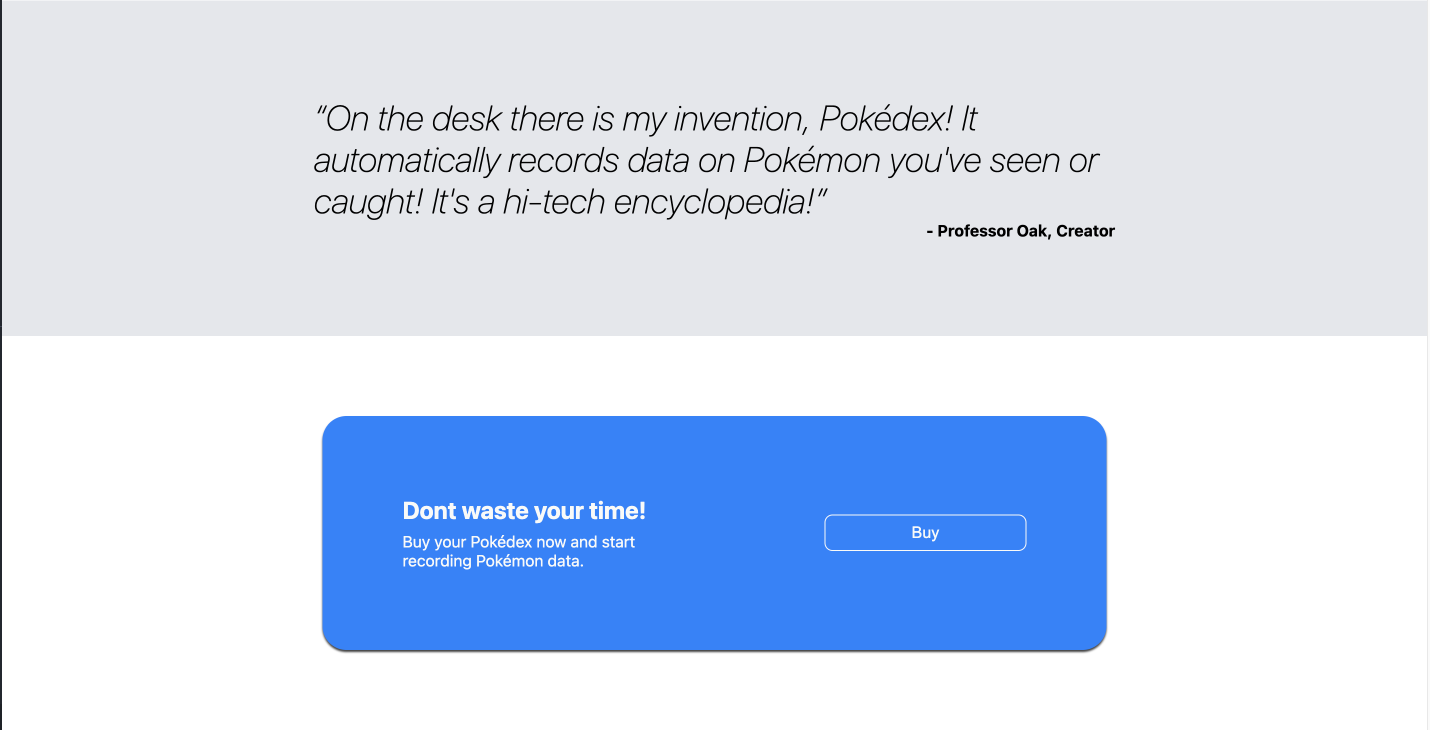 “On the desk there is my invention, Pokédex! It
automatically records data on Pokémon you've seen or
caught! It's a hi-tech encyclopedia!”
- Professor Oak, Creator
Dont waste your time!
Buy your Pokédex now and start
recording Pokémon data.
Buy